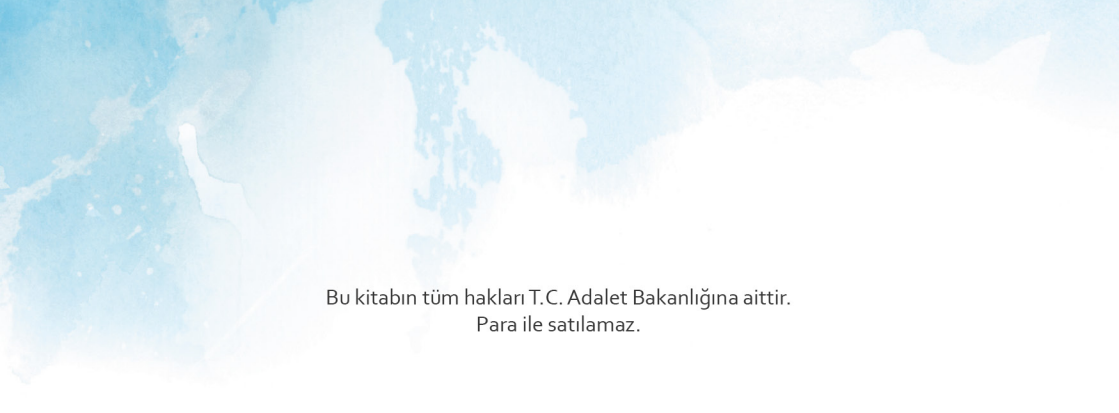 Bu kitabın tüm hakları T.C. Adalet Bakanlığına aittir.
Para ile satılamaz.